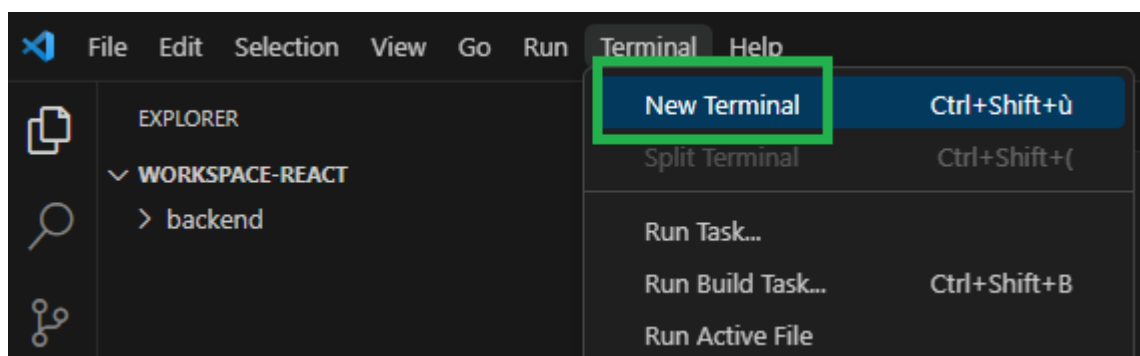 File Edit Selection View Go Run Terminal Help
EXPLORER
WORKSPACE-REACT
backend
New Terminal Ctrl+Shift+ù
Split Terminal Ctrl+Shift+(
Run Task...
Run Build Task... Ctrl+Shift+B
Run Active File